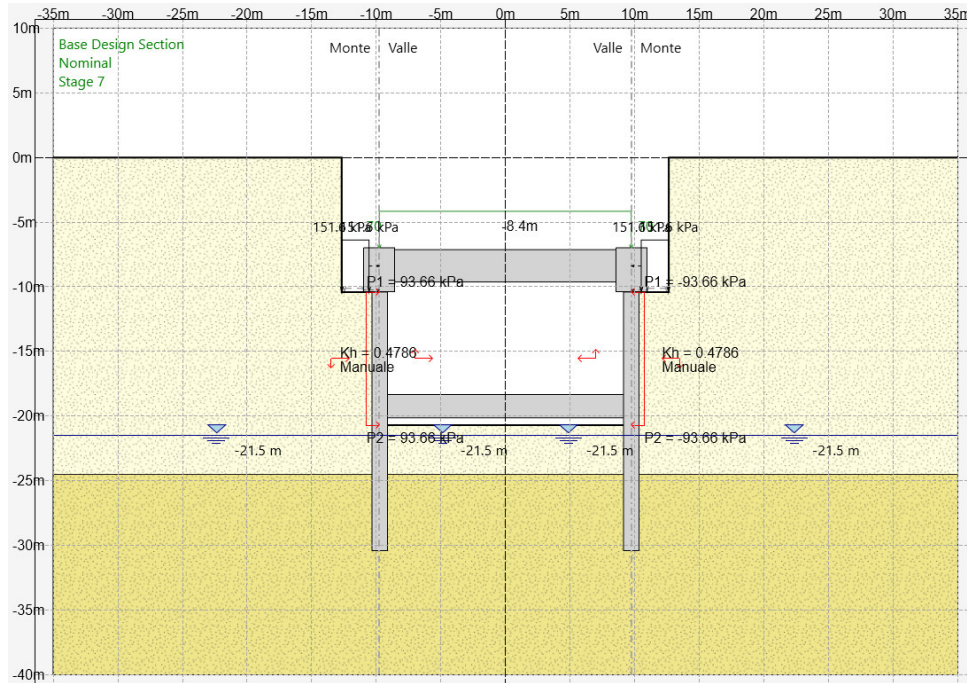 -35m -30m -25m -20m -15m -10m -5m 0m 5m 10m 15m 20m 25m 30m 35m
10m
Base Design Section
Nominal
Stage 7
Monte Valle Valle Monte
5m
0m
-5m
-8.4m
P1 = 93.66 kPa P1 = -93.66 kPa
-10m
-15m
Kh = 0.4786 Kh = 0.4786
Manuale Manuale
-20m
P2 = 93.66 kPa P2 = -93.66 kPa
-21.5 m -21.5 m -21.5 m -21.5 m
-25m
-30m
-35m
-40m